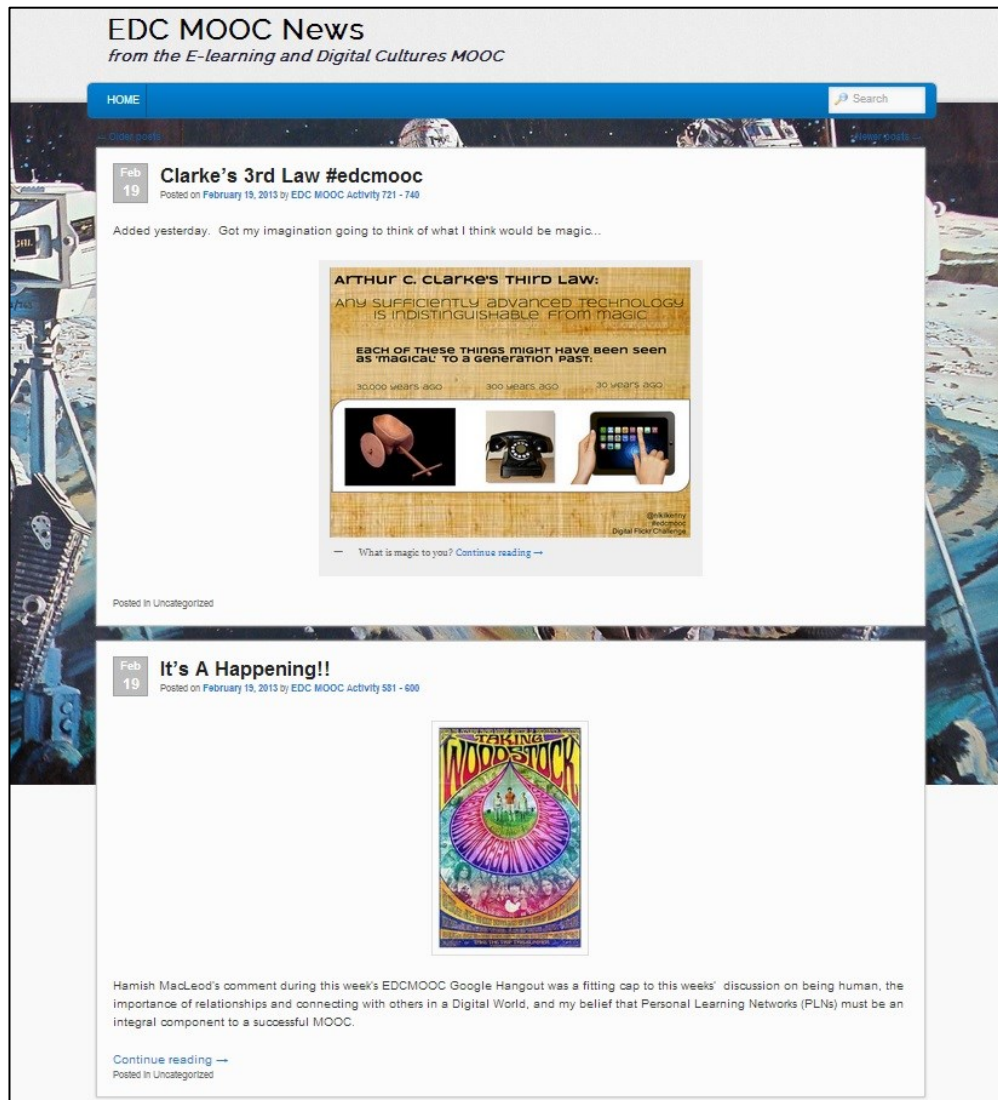 EDC MOOC News
from the E-learning and Digital Cultures MOOC
HOME
Search
← Older posts
Newer posts →
Feb
19
Clarke's 3rd Law #edcmooc
Posted on February 19, 2013 by EDC MOOC Activity 721 - 740
Added yesterday. Got my imagination going to think of what I think would be magic...
Arthur C. Clarke's Third Law:
Any sufficiently advanced technology
is indistinguishable from magic
Each of these things might have been seen
as 'magical' to a generation past:
30,000 years ago
300 years ago
30 years ago
@nikikenny
#edcmooc
Digital Flickr Challenge
— What is magic to you? Continue reading →
Posted in Uncategorized
Feb
19
It's A Happening!!
Posted on February 19, 2013 by EDC MOOC Activity 581 - 600
TAKING
WOODSTOCK
Hamish MacLeod's comment during this week's EDCMOOC Google Hangout was a fitting cap to this weeks' discussion on being human, the
importance of relationships and connecting with others in a Digital World, and my belief that Personal Learning Networks (PLNs) must be an
integral component to a successful MOOC.
Continue reading →
Posted in Uncategorized